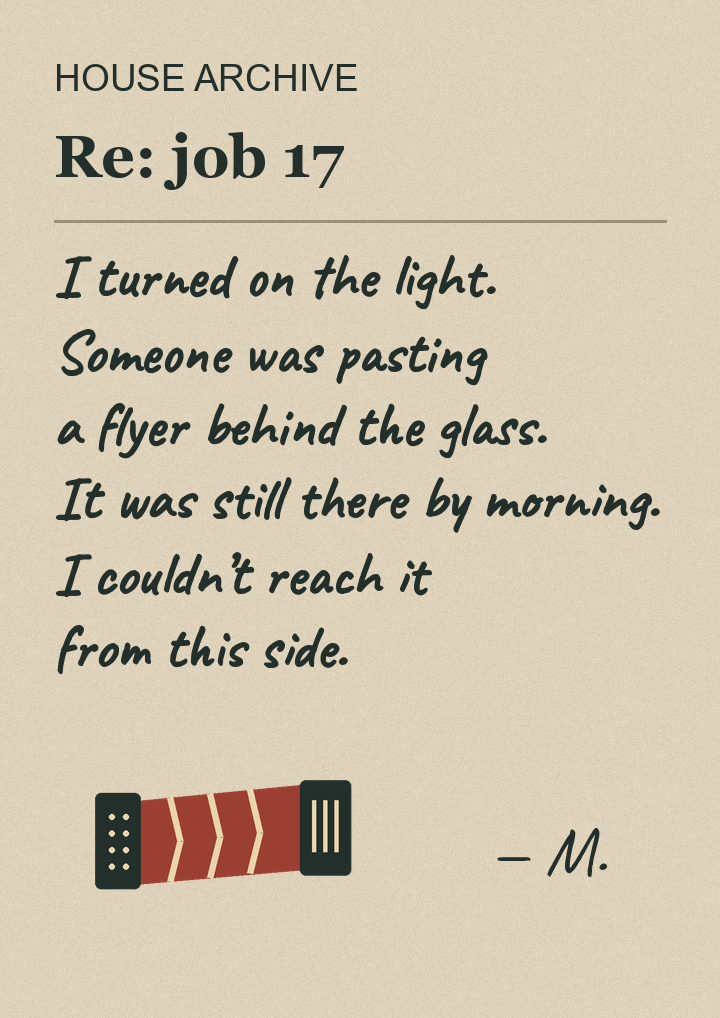 HOUSE ARCHIVE
Re: job 17
I turned on the light.
Someone was pasting
a flyer behind the glass.
It was still there by morning.
I couldn’t reach it
from this side.
– M.